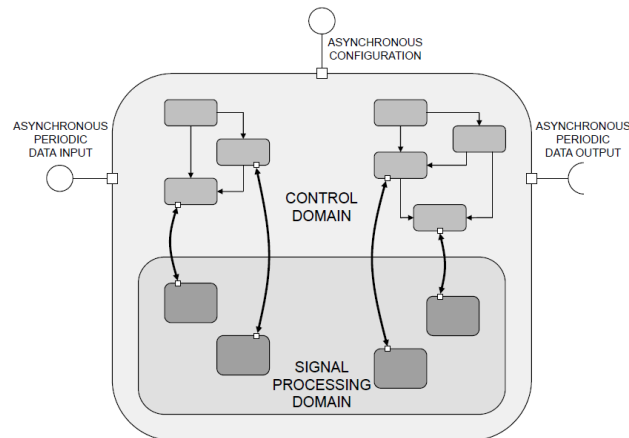 ASYNCHRONOUS
CONFIGURATION
ASYNCHRONOUS
PERIODIC
DATA INPUT
ASYNCHRONOUS
PERIODIC
DATA OUTPUT
CONTROL
DOMAIN
SIGNAL
PROCESSING
DOMAIN